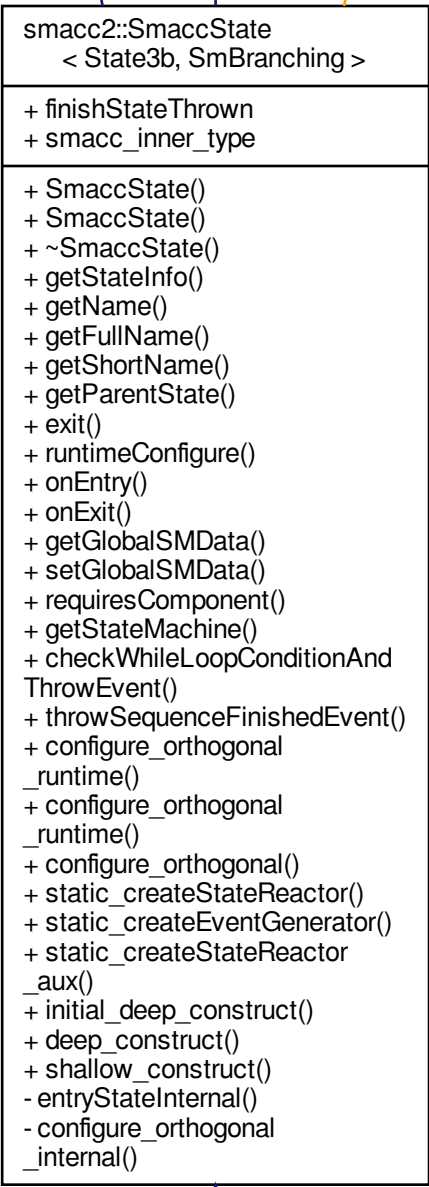 smacc2::SmaccState
< State3b, SmBranching >
+ finishStateThrown
+ smacc_inner_type
+ SmaccState()
+ SmaccState()
+ ~SmaccState()
+ getStateInfo()
+ getName()
+ getFullName()
+ getShortName()
+ getParentState()
+ exit()
+ runtimeConfigure()
+ onEntry()
+ onExit()
+ getGlobalSMData()
+ setGlobalSMData()
+ requiresComponent()
+ getStateMachine()
+ checkWhileLoopConditionAnd
ThrowEvent()
+ throwSequenceFinishedEvent()
+ configure_orthogonal
_runtime()
+ configure_orthogonal
_runtime()
+ configure_orthogonal()
+ static_createStateReactor()
+ static_createEventGenerator()
+ static_createStateReactor
_aux()
+ initial_deep_construct()
+ deep_construct()
+ shallow_construct()
- entryStateInternal()
- configure_orthogonal
_internal()